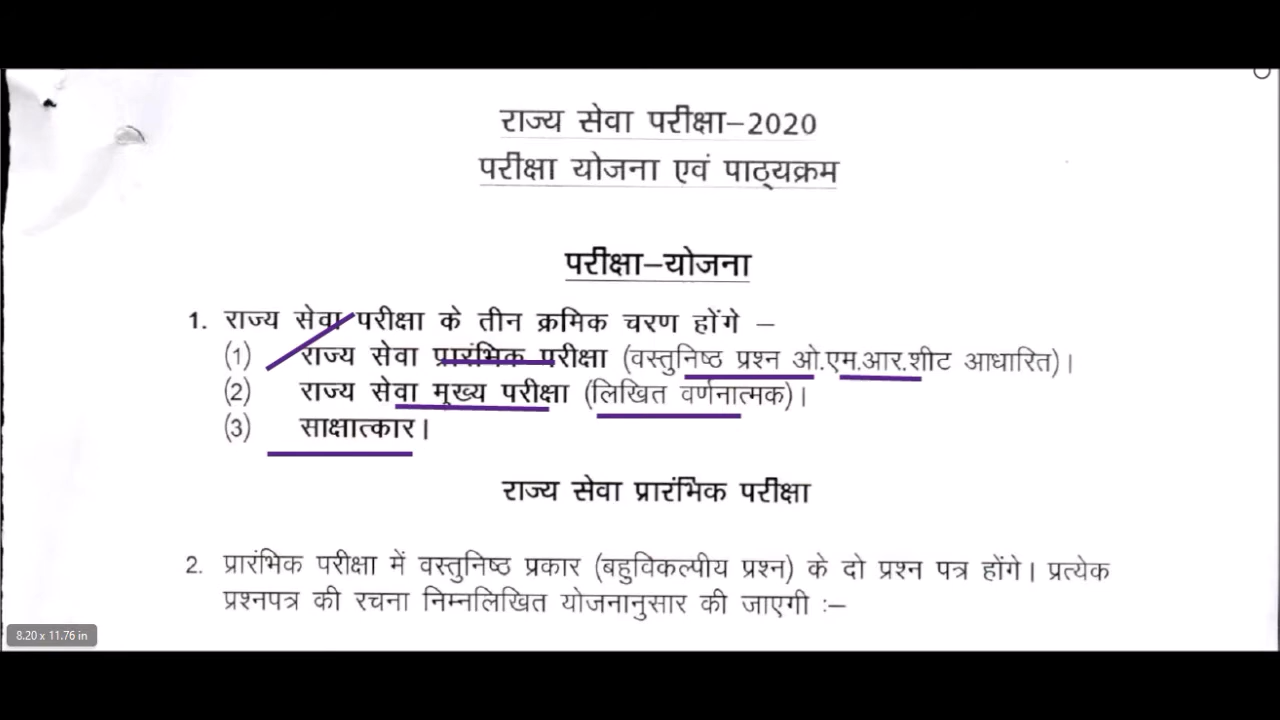 राज्य सेवा परीक्षा–2020
परीक्षा योजना एवं पाठ्यक्रम
परीक्षा–योजना
1. राज्य सेवा परीक्षा के तीन क्रमिक चरण होंगे –
(1) राज्य सेवा प्रारंभिक परीक्षा (वस्तुनिष्ठ प्रश्न ओ.एम.आर.शीट आधारित)।
(2) राज्य सेवा मुख्य परीक्षा (लिखित वर्णनात्मक)।
(3) साक्षात्कार।
राज्य सेवा प्रारंभिक परीक्षा
2. प्रारंभिक परीक्षा में वस्तुनिष्ठ प्रकार (बहुविकल्पीय प्रश्न) के दो प्रश्न पत्र होंगे। प्रत्येक
प्रश्नपत्र की रचना निम्नलिखित योजनानुसार की जाएगी :–
8.20 x 11.76 in